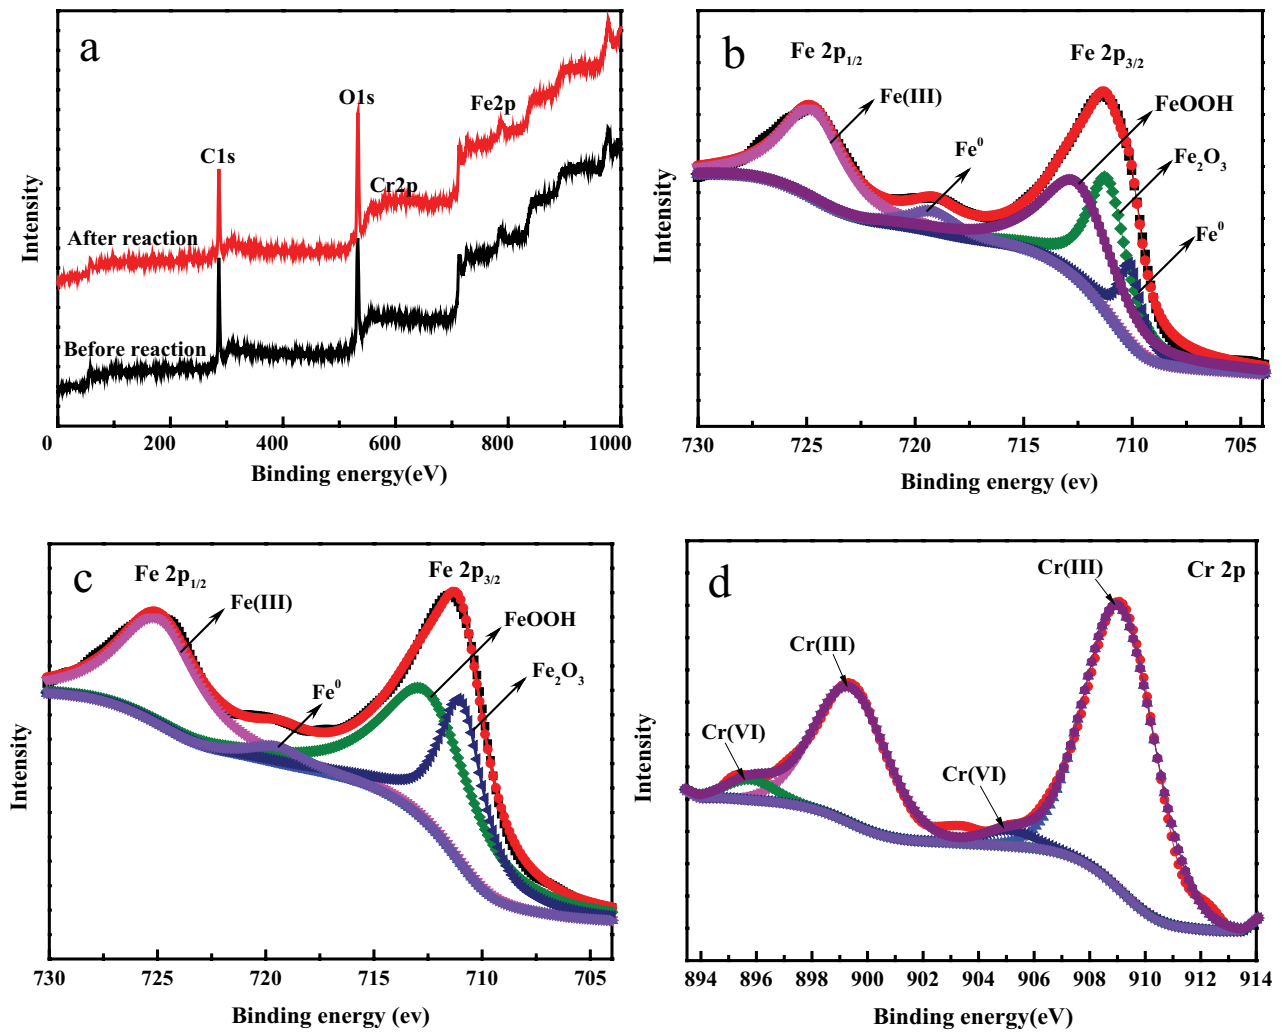 a
O1s
Fe2p
C1s
Cr2p
After reaction
Before reaction
Intensity
0 200 400 600 800 1000
Binding energy(eV)
b
Fe 2p1/2
Fe 2p3/2
Fe(III)
FeOOH
Fe0
Fe2O3
Fe0
Intensity
730 725 720 715 710 705
Binding energy (ev)
c
Fe 2p1/2
Fe 2p3/2
Fe(III)
FeOOH
Fe0
Fe2O3
Intensity
730 725 720 715 710 705
Binding energy (ev)
d
Cr(III)
Cr 2p
Cr(III)
Cr(VI)
Cr(VI)
Intensity
894 896 898 900 902 904 906 908 910 912 914
Binding energy(eV)